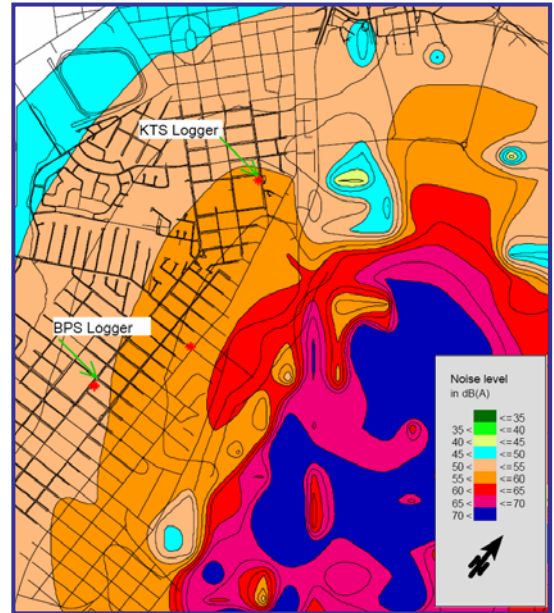 KTS Logger
BPS Logger
Noise level
in dB(A)
<=35
35 < <=40
40 < <=45
45 < <=50
50 < <=55
55 < <=60
60 < <=65
65 < <=70
70 <
N